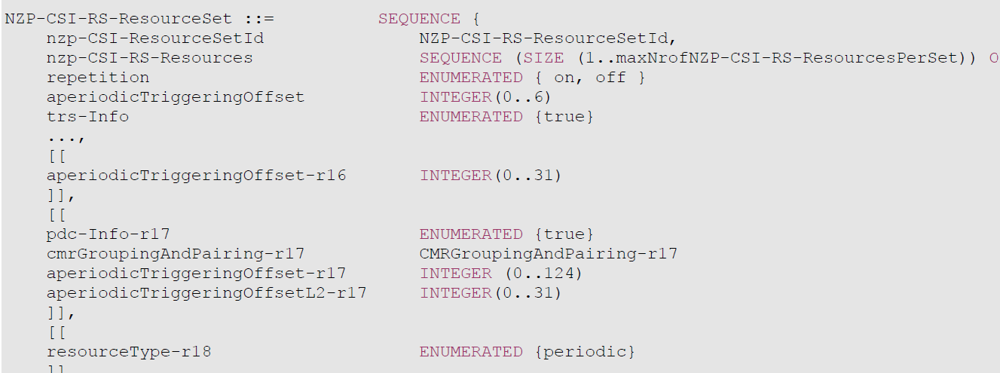 NZP-CSI-RS-ResourceSet ::= SEQUENCE {
nzp-CSI-ResourceSetId NZP-CSI-RS-ResourceSetId,
nzp-CSI-RS-Resources SEQUENCE (SIZE (1..maxNrofNZP-CSI-RS-ResourcesPerSet)) O
repetition ENUMERATED { on, off }
aperiodicTriggeringOffset INTEGER(0..6)
trs-Info ENUMERATED {true}
...,
[[
aperiodicTriggeringOffset-r16 INTEGER(0..31)
]],
[[
pdc-Info-r17 ENUMERATED {true}
cmrGroupingAndPairing-r17 CMRGroupingAndPairing-r17
aperiodicTriggeringOffset-r17 INTEGER (0..124)
aperiodicTriggeringOffsetL2-r17 INTEGER(0..31)
]],
[[
resourceType-r18 ENUMERATED {periodic}
]]